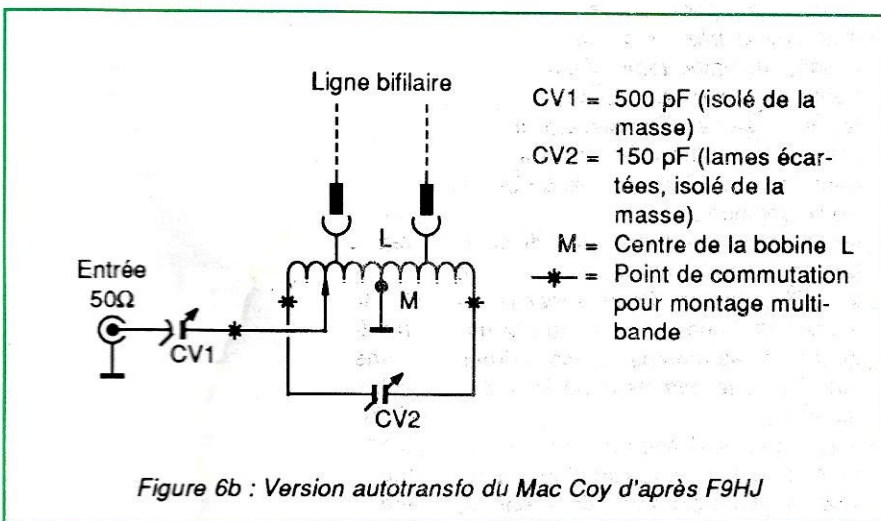 Ligne bifilaire
L
Entrée
50Ω
CV1
M
CV2
CV1 = 500 pF (isolé de la
masse)
CV2 = 150 pF (lames écar-
tées, isolé de la
masse)
M = Centre de la bobine L
= Point de commutation
pour montage multi-
bande
Figure 6b : Version autotransfo du Mac Coy d'après F9HJ